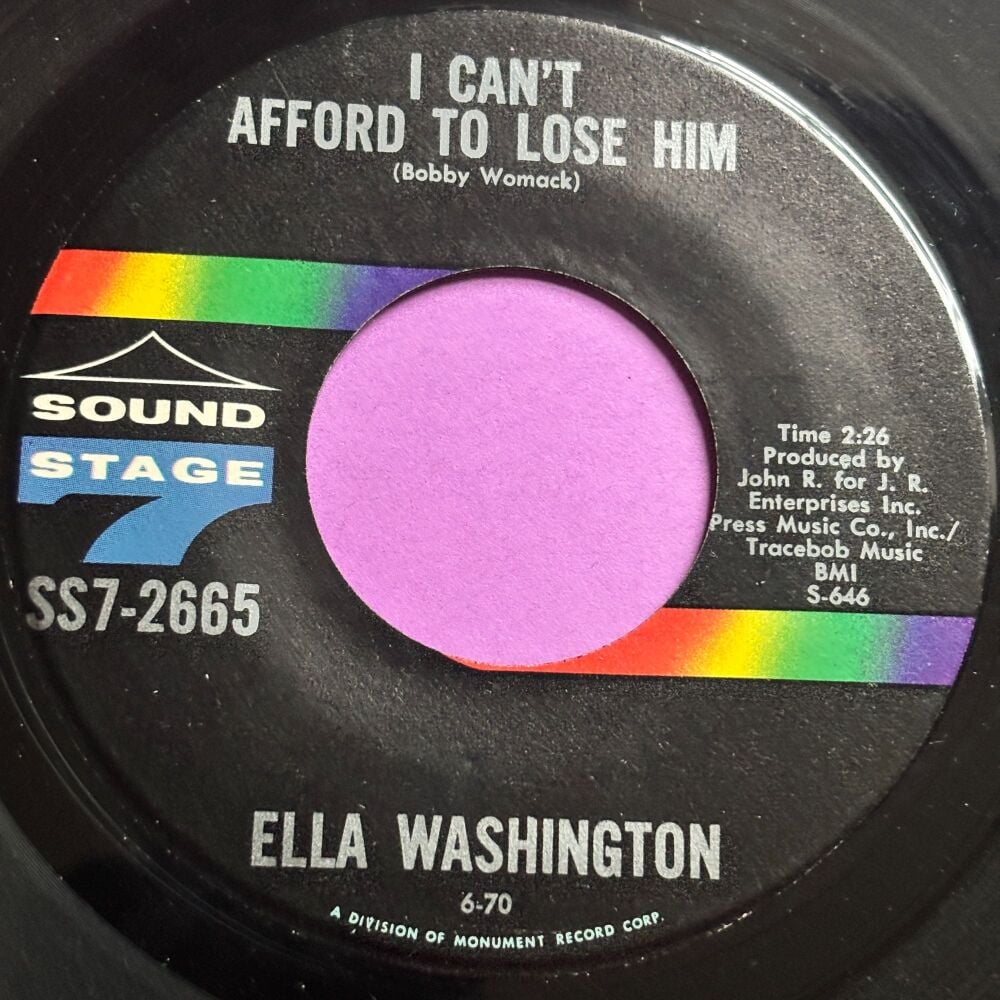 I CAN'T
AFFORD TO LOSE HIM
(Bobby Womack)
SOUND
STAGE
7
SS7-2665
Time 2:26
Produced by
John R. for J. R.
Enterprises Inc.
Press Music Co., Inc./
Tracebob Music
BMI
S-646
ELLA WASHINGTON
6-70
A DIVISION OF MONUMENT RECORD CORP.